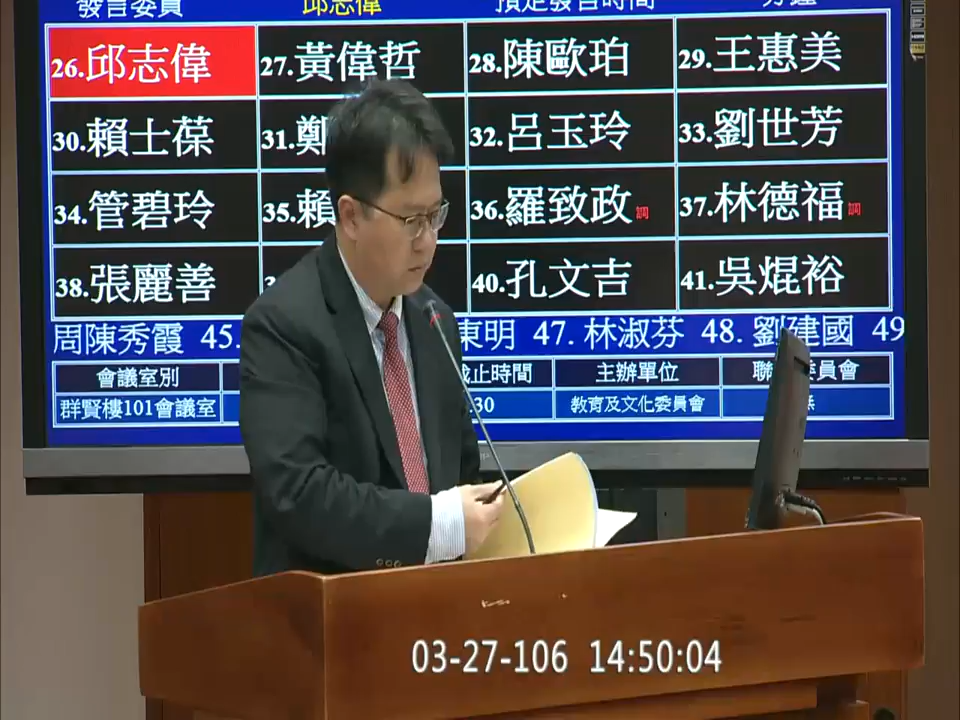 發言委員 邱志偉 預定發言時間 分鐘
26.邱志偉 27.黃偉哲 28.陳歐珀 29.王惠美
30.賴士葆 31.鄭 32.呂玉玲 33.劉世芳
34.管碧玲 35.賴 36.羅致政 37.林德福
38.張麗善 40.孔文吉 41.吳焜裕
周陳秀霞 45. 東明 47. 林淑芬 48. 劉建國 49
會議室別 截止時間 主辦單位 聯 委員會
群賢樓101會議室 :30 教育及文化委員會 無
03-27-106 14:50:04